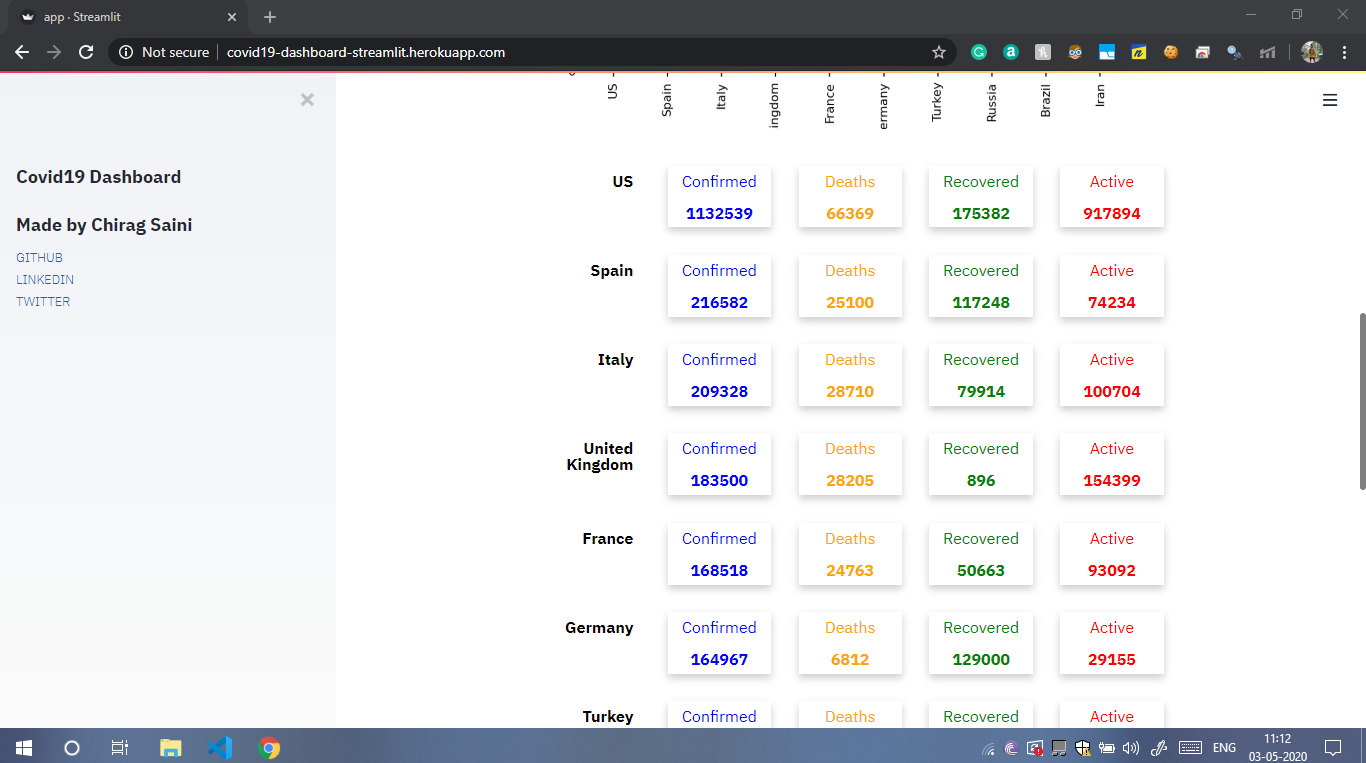 app · Streamlit
Not secure
covid19-dashboard-streamlit.herokuapp.com
US
Spain
Italy
ingdom
France
ermany
Turkey
Russia
Brazil
Iran
Covid19 Dashboard
Made by Chirag Saini
GITHUB
LINKEDIN
TWITTER
US Confirmed Deaths Recovered Active
1132539 66369 175382 917894
Spain Confirmed Deaths Recovered Active
216582 25100 117248 74234
Italy Confirmed Deaths Recovered Active
209328 28710 79914 100704
United Confirmed Deaths Recovered Active
Kingdom
183500 28205 896 154399
France Confirmed Deaths Recovered Active
168518 24763 50663 93092
Germany Confirmed Deaths Recovered Active
164967 6812 129000 29155
Turkey Confirmed Deaths Recovered Active
ENG
11:12
03-05-2020